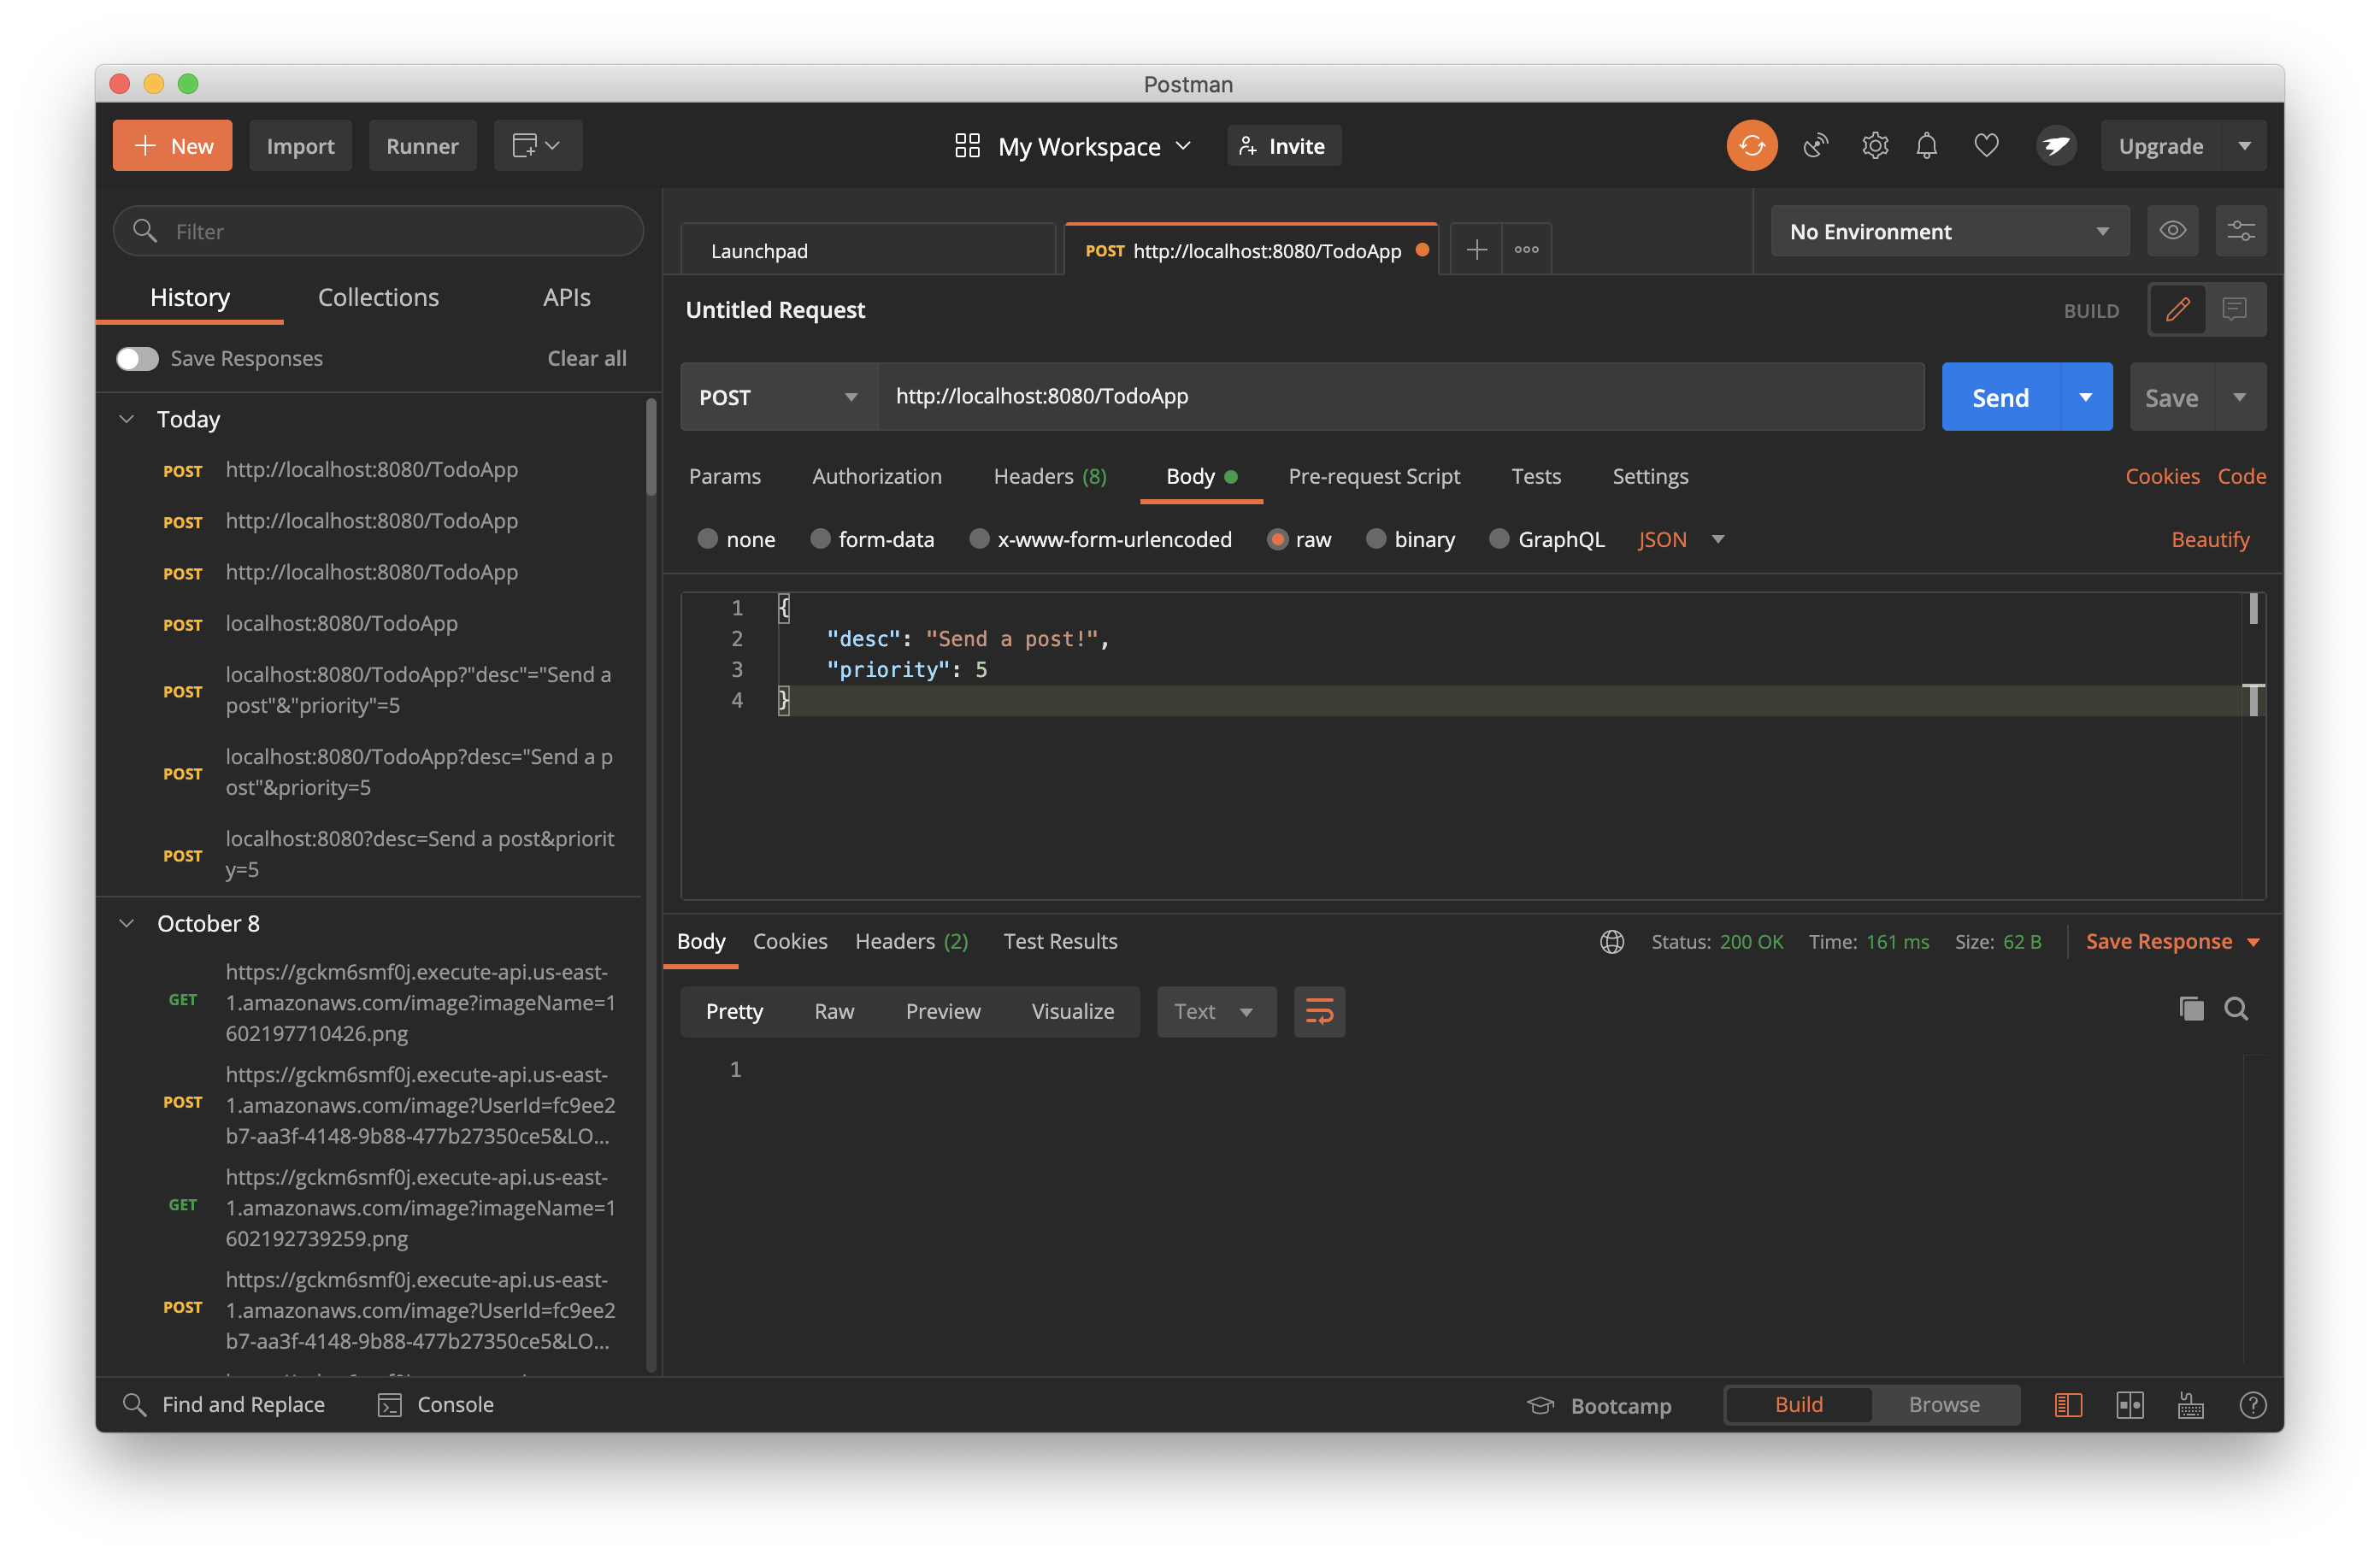 Postman
New
Import
Runner
My Workspace
Invite
Upgrade
Filter
Launchpad
POST http://localhost:8080/TodoApp
No Environment
History
Collections
APIs
Untitled Request
BUILD
Save Responses
Clear all
POST
http://localhost:8080/TodoApp
Send
Save
Today
POST http://localhost:8080/TodoApp
POST http://localhost:8080/TodoApp
POST http://localhost:8080/TodoApp
POST localhost:8080/TodoApp
POST
localhost:8080/TodoApp?"desc"="Send a
post"&"priority"=5
POST
localhost:8080/TodoApp?desc="Send a p
ost"&priority=5
POST
localhost:8080?desc=Send a post&priorit
y=5
October 8
GET
https://gckm6smf0j.execute-api.us-east-
1.amazonaws.com/image?imageName=1
602197710426.png
POST
https://gckm6smf0j.execute-api.us-east-
1.amazonaws.com/image?UserId=fc9ee2
b7-aa3f-4148-9b88-477b27350ce5&LO...
GET
https://gckm6smf0j.execute-api.us-east-
1.amazonaws.com/image?imageName=1
602192739259.png
POST
https://gckm6smf0j.execute-api.us-east-
1.amazonaws.com/image?UserId=fc9ee2
b7-aa3f-4148-9b88-477b27350ce5&LO...
Params
Authorization
Headers (8)
Body
Pre-request Script
Tests
Settings
Cookies
Code
none
form-data
x-www-form-urlencoded
raw
binary
GraphQL
JSON
Beautify
1 {
2 "desc": "Send a post!",
3 "priority": 5
4 }
Body
Cookies
Headers (2)
Test Results
Status: 200 OK
Time: 161 ms
Size: 62 B
Save Response
Pretty
Raw
Preview
Visualize
Text
1
Find and Replace
Console
Bootcamp
Build
Browse